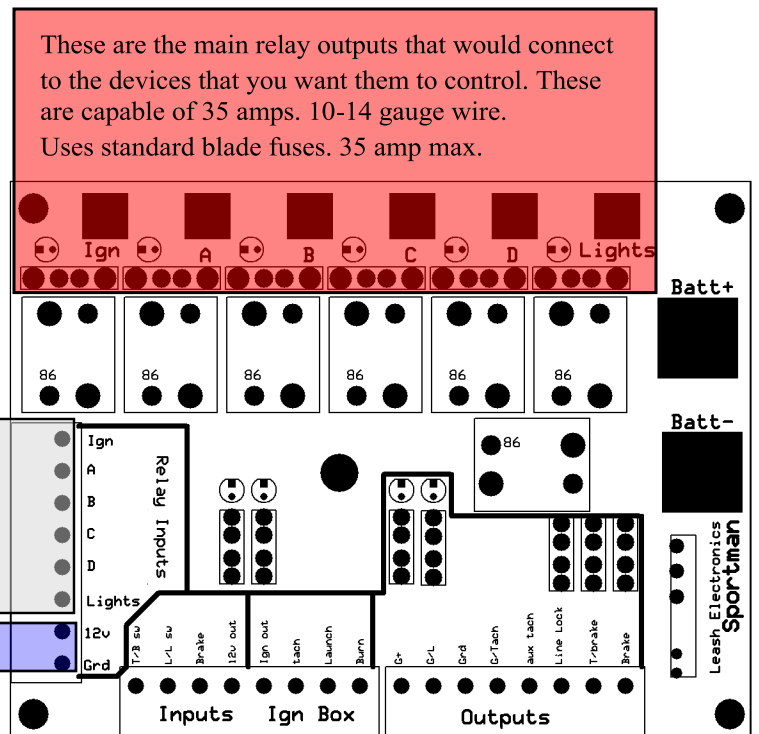 These are the main relay outputs that would connect
to the devices that you want them to control. These
are capable of 35 amps. 10-14 gauge wire.
Uses standard blade fuses. 35 amp max.
Ign A B C D Lights
Batt+
86 86 86 86 86 86
Batt-
86
Ign
A
B
C
D
Lights
12v
Grd
Relay Inputs
T/B sw
L/L sw
Brake
12v out
Ign out
tach
Launch
Burn
G+
G/L
Grd
G/Tach
aux tach
Line Lock
T/brake
Brake
Leash Electronics
Sportman
Inputs Ign Box Outputs